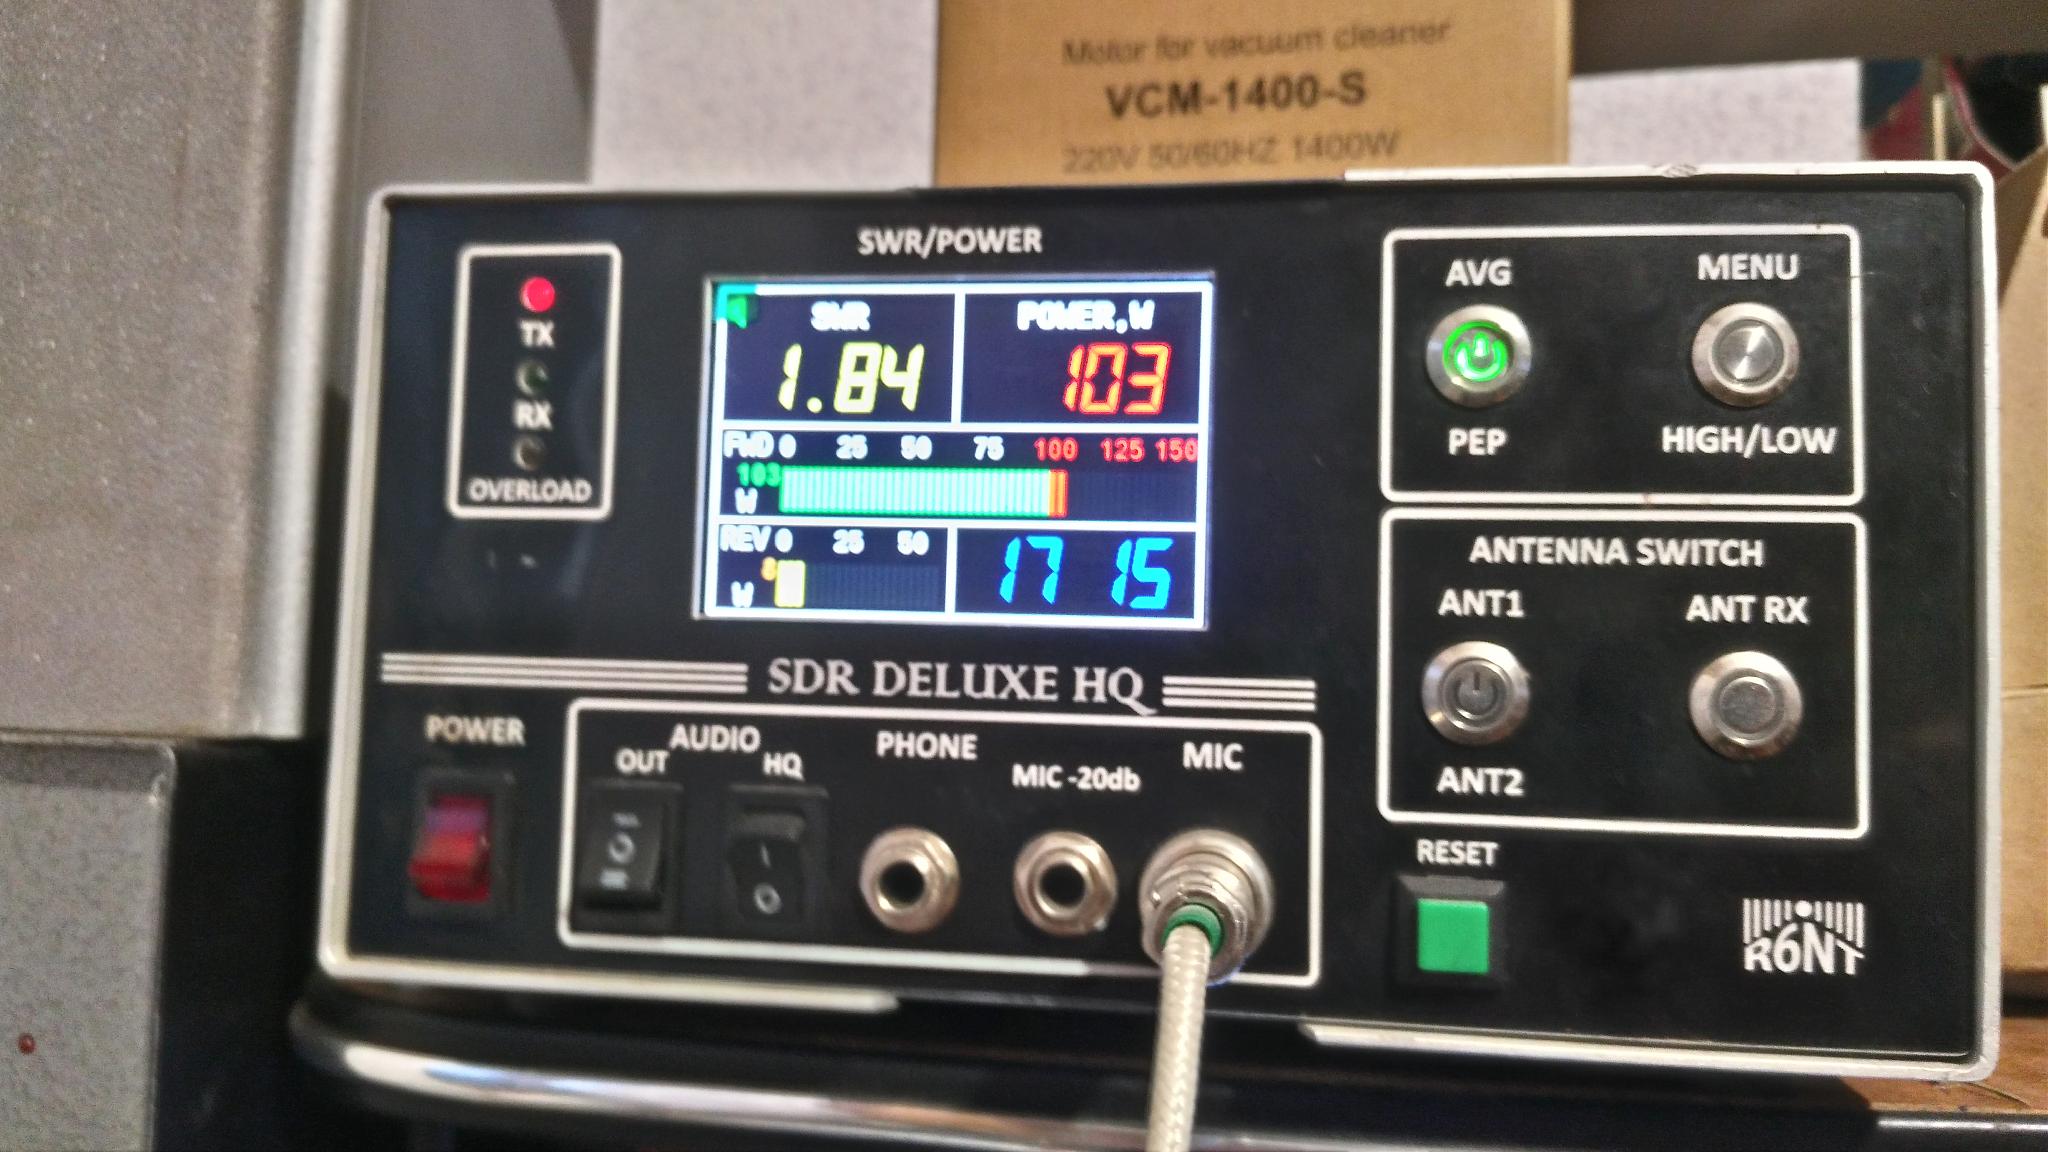 Motor for vacuum cleaner
VCM-1400-S
220V 50/60HZ 1400W
SWR/POWER
TX
RX
OVERLOAD
SWR
1.84
POWER,W
103
FWD 0 25 50 75 100 125 150
103
W
REV 0 25 50
8
W
17 15
AVG
PEP
MENU
HIGH/LOW
ANTENNA SWITCH
ANT1
ANT RX
ANT2
SDR DELUXE HQ
POWER
AUDIO
OUT
HQ
PHONE
MIC -20db
MIC
RESET
R6NT